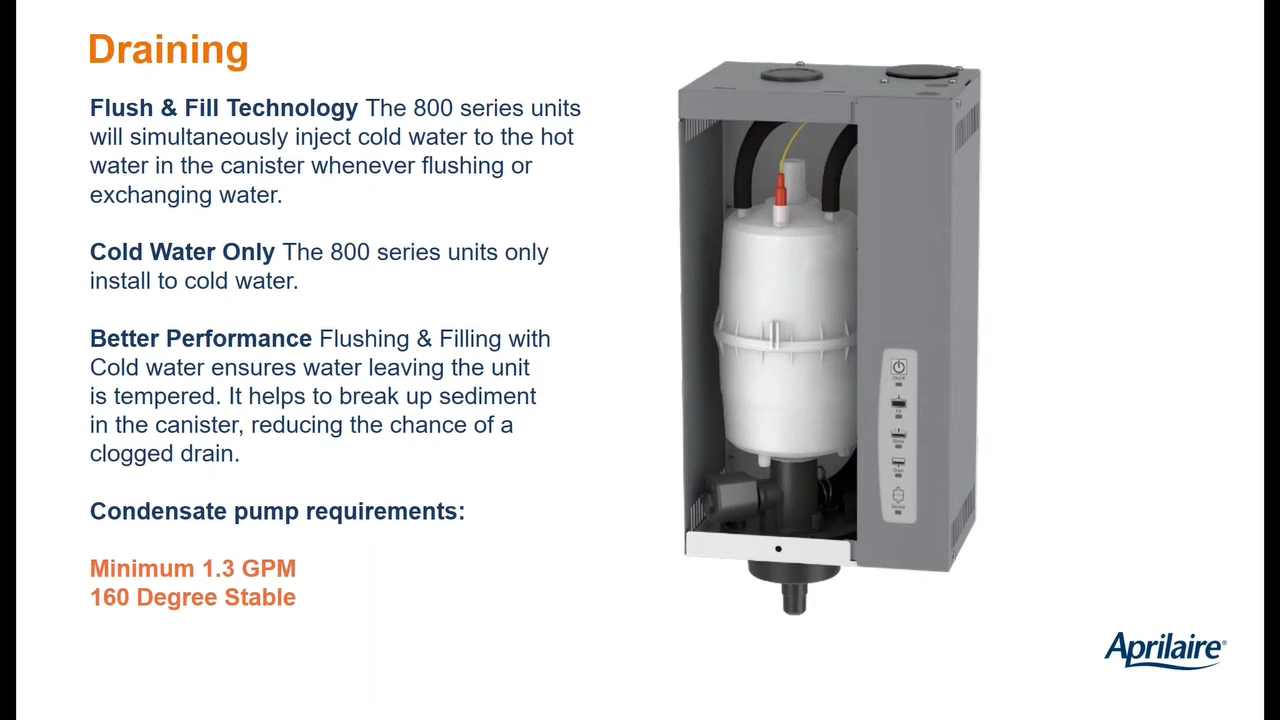 Draining
Flush & Fill Technology The 800 series units
will simultaneously inject cold water to the hot
water in the canister whenever flushing or
exchanging water.
Cold Water Only The 800 series units only
install to cold water.
Better Performance Flushing & Filling with
Cold water ensures water leaving the unit
is tempered. It helps to break up sediment
in the canister, reducing the chance of a
clogged drain.
Condensate pump requirements:
Minimum 1.3 GPM
160 Degree Stable
Aprilaire®